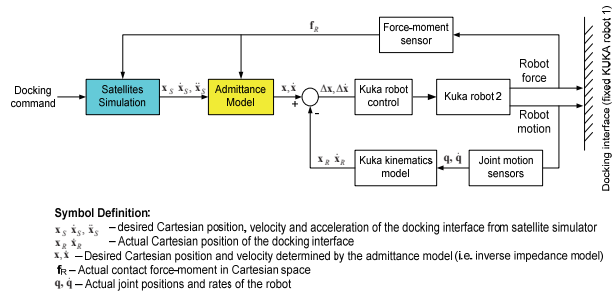 f_R
Force-moment sensor
Docking command
Satellites Simulation
x_S ẋ_S, ẍ_S
Admittance Model
x, ẋ
+
-
Δx, Δẋ
Kuka robot control
Kuka robot 2
Robot force
Robot motion
Docking interface (fixed KUKA robot 1)
x_R ẋ_R
Kuka kinematics model
q, q̇
Joint motion sensors
Symbol Definition:
x_S ẋ_S, ẍ_S – desired Cartesian position, velocity and acceleration of the docking interface from satellite simulator
x_R ẋ_R – Actual Cartesian position of the docking interface
x, ẋ – Desired Cartesian position and velocity determined by the admittance model (i.e. inverse impedance model)
f_R – Actual contact force-moment in Cartesian space
q, q̇ – Actual joint positions and rates of the robot